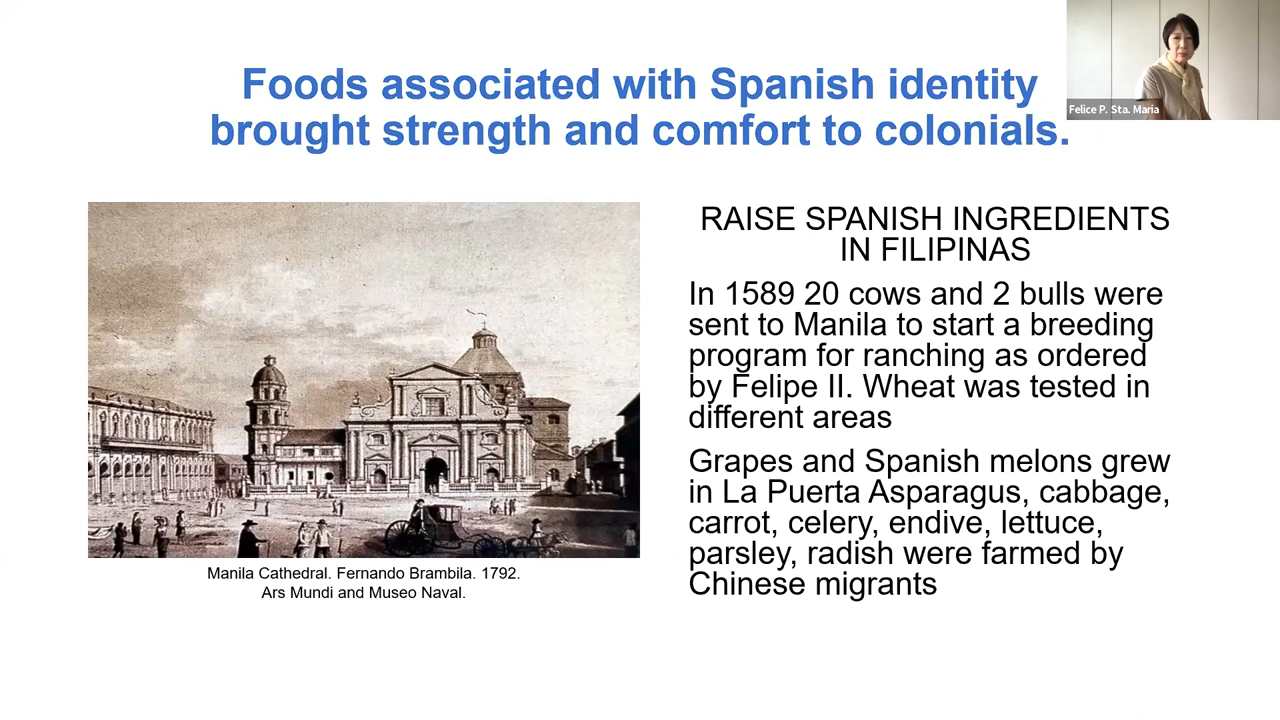 Foods associated with Spanish identity
brought strength and comfort to colonials.
Felice P. Sta. Maria
RAISE SPANISH INGREDIENTS
IN FILIPINAS
In 1589 20 cows and 2 bulls were
sent to Manila to start a breeding
program for ranching as ordered
by Felipe II. Wheat was tested in
different areas
Grapes and Spanish melons grew
in La Puerta Asparagus, cabbage,
carrot, celery, endive, lettuce,
parsley, radish were farmed by
Chinese migrants
Manila Cathedral. Fernando Brambila. 1792.
Ars Mundi and Museo Naval.